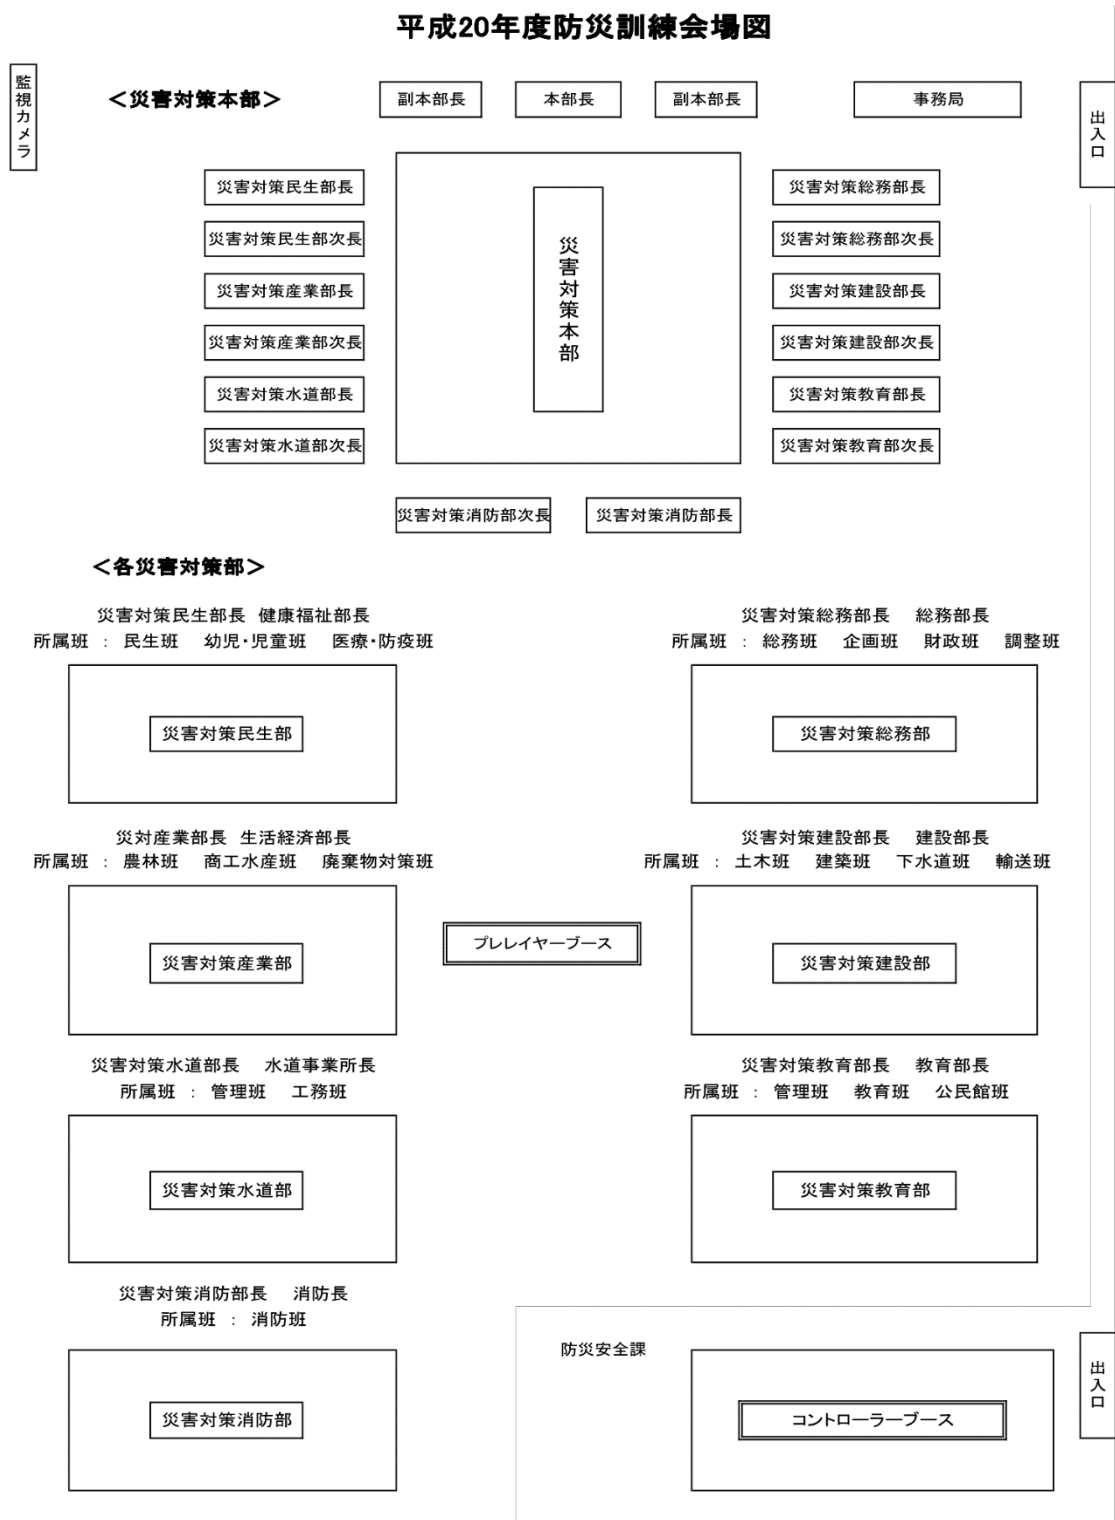 平成20年度防災訓練会場図
監視カメラ
＜災害対策本部＞
副本部長
本部長
副本部長
事務局
出入口
災害対策民生部長
災害対策民生部次長
災害対策産業部長
災害対策産業部次長
災害対策水道部長
災害対策水道部次長
災害対策本部
災害対策総務部長
災害対策総務部次長
災害対策建設部長
災害対策建設部次長
災害対策教育部長
災害対策教育部次長
災害対策消防部次長
災害対策消防部長
＜各災害対策部＞
災害対策民生部長 健康福祉部長
所属班 ： 民生班 幼児・児童班 医療・防疫班
災害対策民生部
災害対策総務部長 総務部長
所属班 ： 総務班 企画班 財政班 調整班
災害対策総務部
災対産業部長 生活経済部長
所属班 ： 農林班 商工水産班 廃棄物対策班
災害対策産業部
プレレイヤーブース
災害対策建設部長 建設部長
所属班 ： 土木班 建築班 下水道班 輸送班
災害対策建設部
災害対策水道部長 水道事業所長
所属班 ： 管理班 工務班
災害対策水道部
災害対策教育部長 教育部長
所属班 ： 管理班 教育班 公民館班
災害対策教育部
災害対策消防部長 消防長
所属班 ： 消防班
災害対策消防部
防災安全課
コントローラーブース
出入口